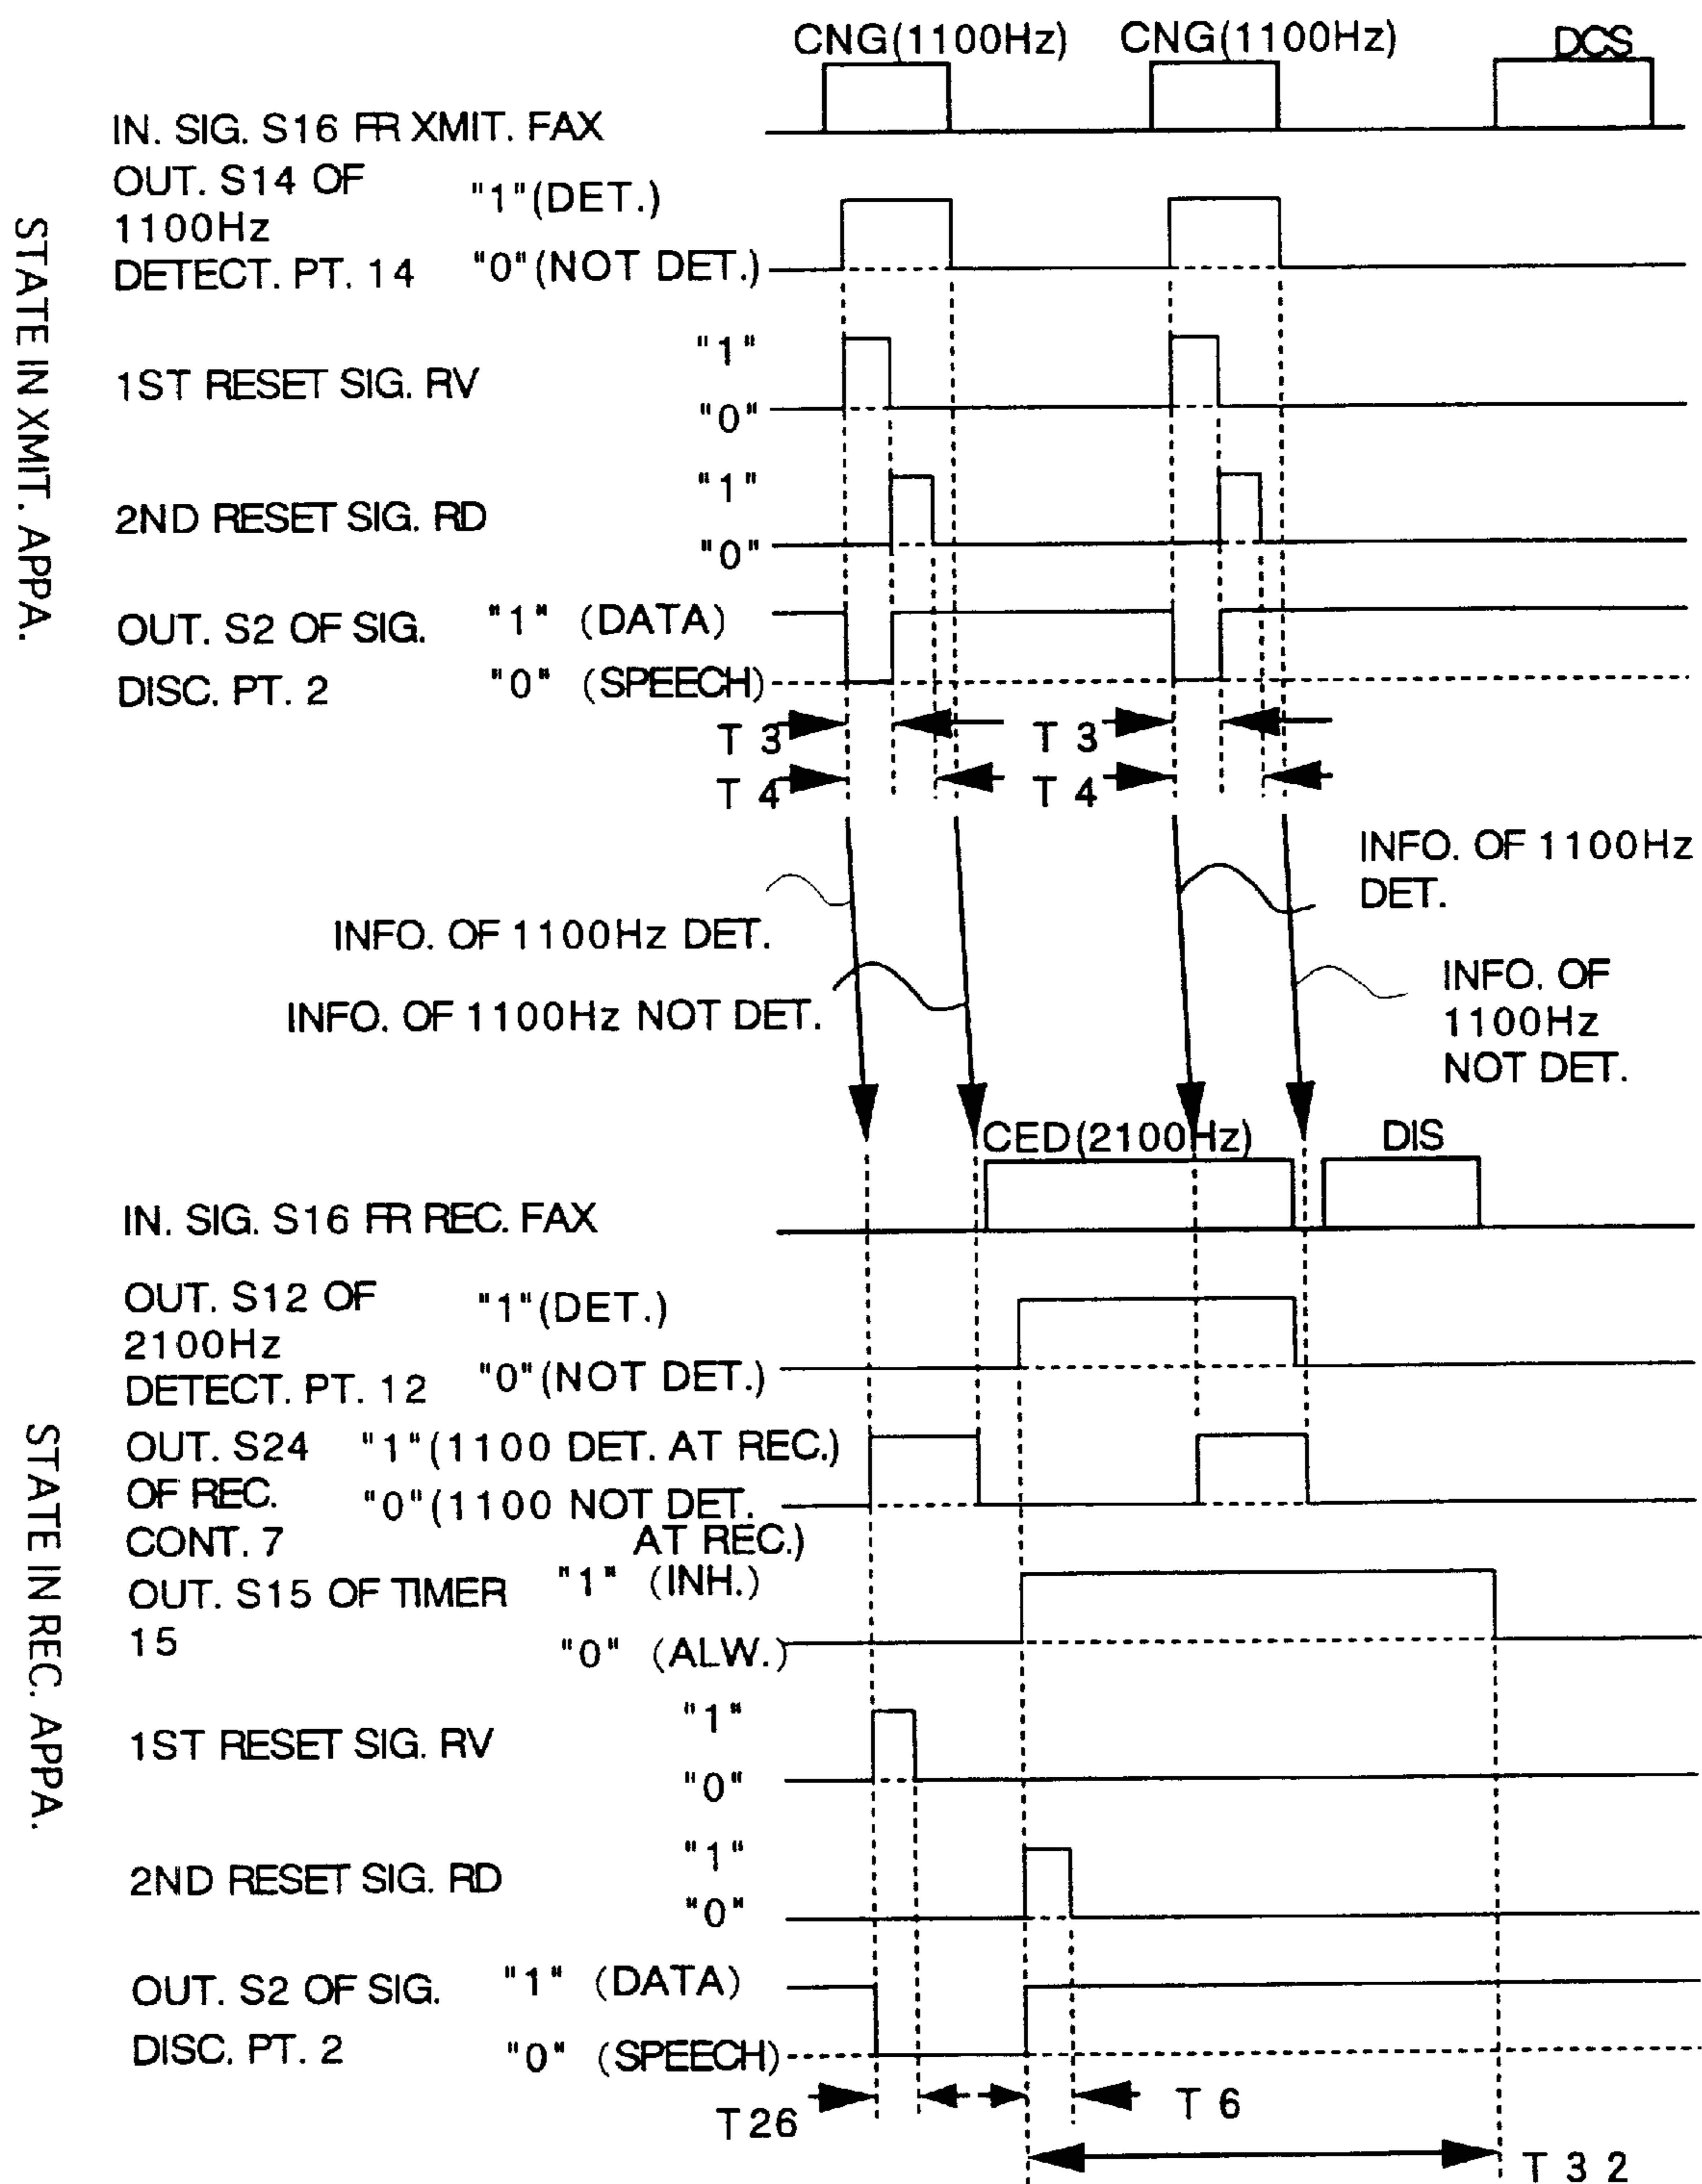 CNG(1100Hz) CNG(1100Hz) DCS
IN. SIG. S16 FR XMIT. FAX
OUT. S14 OF
1100Hz
DETECT. PT. 14
"1"(DET.)
"0"(NOT DET.)
1ST RESET SIG. RV
"1"
"0"
2ND RESET SIG. RD
"1"
"0"
OUT. S2 OF SIG.
DISC. PT. 2
"1" (DATA)
"0" (SPEECH)
STATE IN XMIT. APPA.
T 3 T 3
T 4 T 4
INFO. OF 1100Hz DET.
INFO. OF 1100Hz NOT DET.
INFO. OF 1100Hz
DET.
INFO. OF
1100Hz
NOT DET.
CED(2100Hz) DIS
IN. SIG. S16 FR REC. FAX
OUT. S12 OF
2100Hz
DETECT. PT. 12
"1"(DET.)
"0"(NOT DET.)
OUT. S24
OF REC.
CONT. 7
"1"(1100 DET. AT REC.)
"0"(1100 NOT DET.
AT REC.)
OUT. S15 OF TIMER
15
"1" (INH.)
"0" (ALW.)
1ST RESET SIG. RV
"1"
"0"
2ND RESET SIG. RD
"1"
"0"
OUT. S2 OF SIG.
DISC. PT. 2
"1" (DATA)
"0" (SPEECH)
STATE IN REC. APPA.
T26 T 6
T 3 2